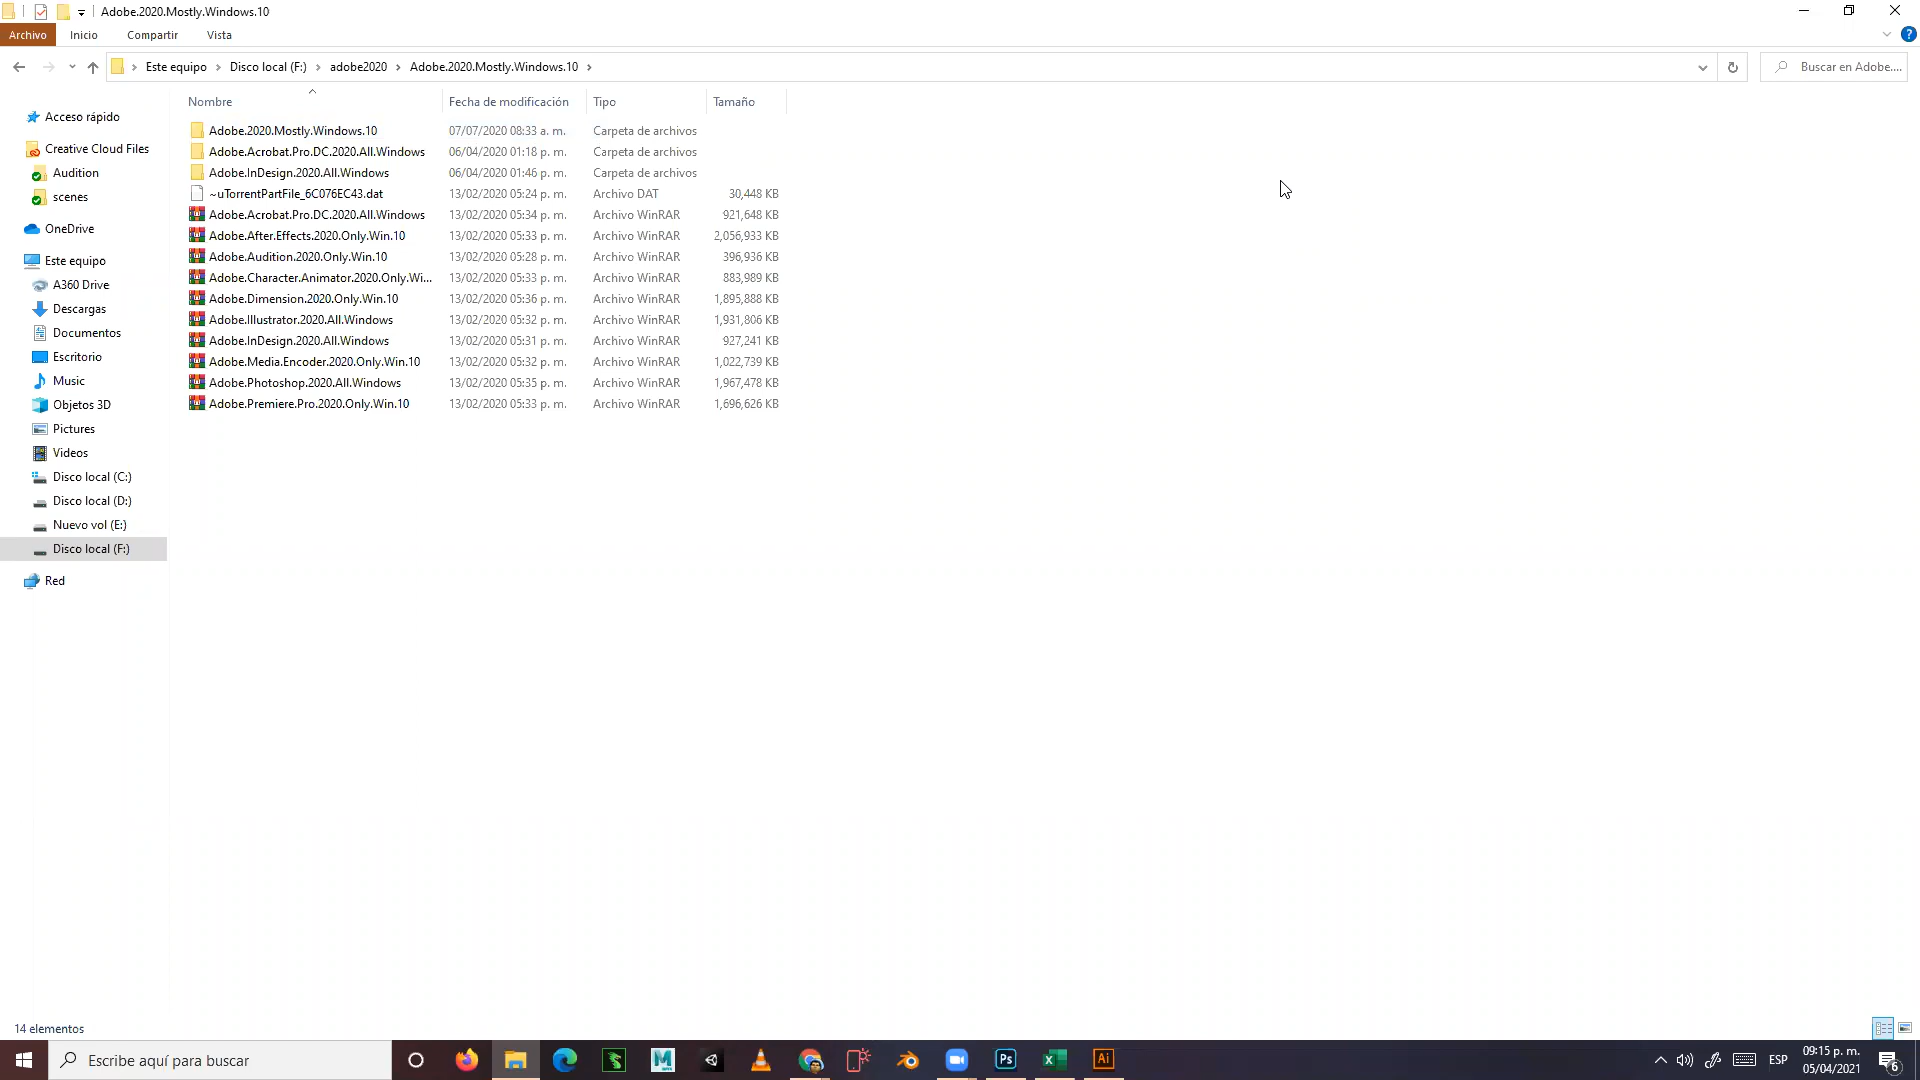 Adobe.2020.Mostly.Windows.10
Archivo Inicio Compartir Vista
Este equipo Disco local (F:) adobe2020 Adobe.2020.Mostly.Windows.10 Buscar en Adobe....
Nombre Fecha de modificación Tipo Tamaño
Adobe.2020.Mostly.Windows.10 07/07/2020 08:33 a. m. Carpeta de archivos
Adobe.Acrobat.Pro.DC.2020.All.Windows 06/04/2020 01:18 p. m. Carpeta de archivos
Adobe.InDesign.2020.All.Windows 06/04/2020 01:46 p. m. Carpeta de archivos
~uTorrentPartFile_6C076EC43.dat 13/02/2020 05:24 p. m. Archivo DAT 30,448 KB
Adobe.Acrobat.Pro.DC.2020.All.Windows 13/02/2020 05:34 p. m. Archivo WinRAR 921,648 KB
Adobe.After.Effects.2020.Only.Win.10 13/02/2020 05:33 p. m. Archivo WinRAR 2,056,933 KB
Adobe.Audition.2020.Only.Win.10 13/02/2020 05:28 p. m. Archivo WinRAR 396,936 KB
Adobe.Character.Animator.2020.Only.Wi... 13/02/2020 05:33 p. m. Archivo WinRAR 883,989 KB
Adobe.Dimension.2020.Only.Win.10 13/02/2020 05:36 p. m. Archivo WinRAR 1,895,888 KB
Adobe.Illustrator.2020.All.Windows 13/02/2020 05:32 p. m. Archivo WinRAR 1,931,806 KB
Adobe.InDesign.2020.All.Windows 13/02/2020 05:31 p. m. Archivo WinRAR 927,241 KB
Adobe.Media.Encoder.2020.Only.Win.10 13/02/2020 05:32 p. m. Archivo WinRAR 1,022,739 KB
Adobe.Photoshop.2020.All.Windows 13/02/2020 05:35 p. m. Archivo WinRAR 1,967,478 KB
Adobe.Premiere.Pro.2020.Only.Win.10 13/02/2020 05:33 p. m. Archivo WinRAR 1,696,626 KB
Acceso rápido
Creative Cloud Files
Audition
scenes
OneDrive
Este equipo
A360 Drive
Descargas
Documentos
Escritorio
Music
Objetos 3D
Pictures
Videos
Disco local (C:)
Disco local (D:)
Nuevo vol (E:)
Disco local (F:)
Red
14 elementos
Escribe aquí para buscar
M
Ps
X
Ai
ESP
09:15 p. m.
05/04/2021
6